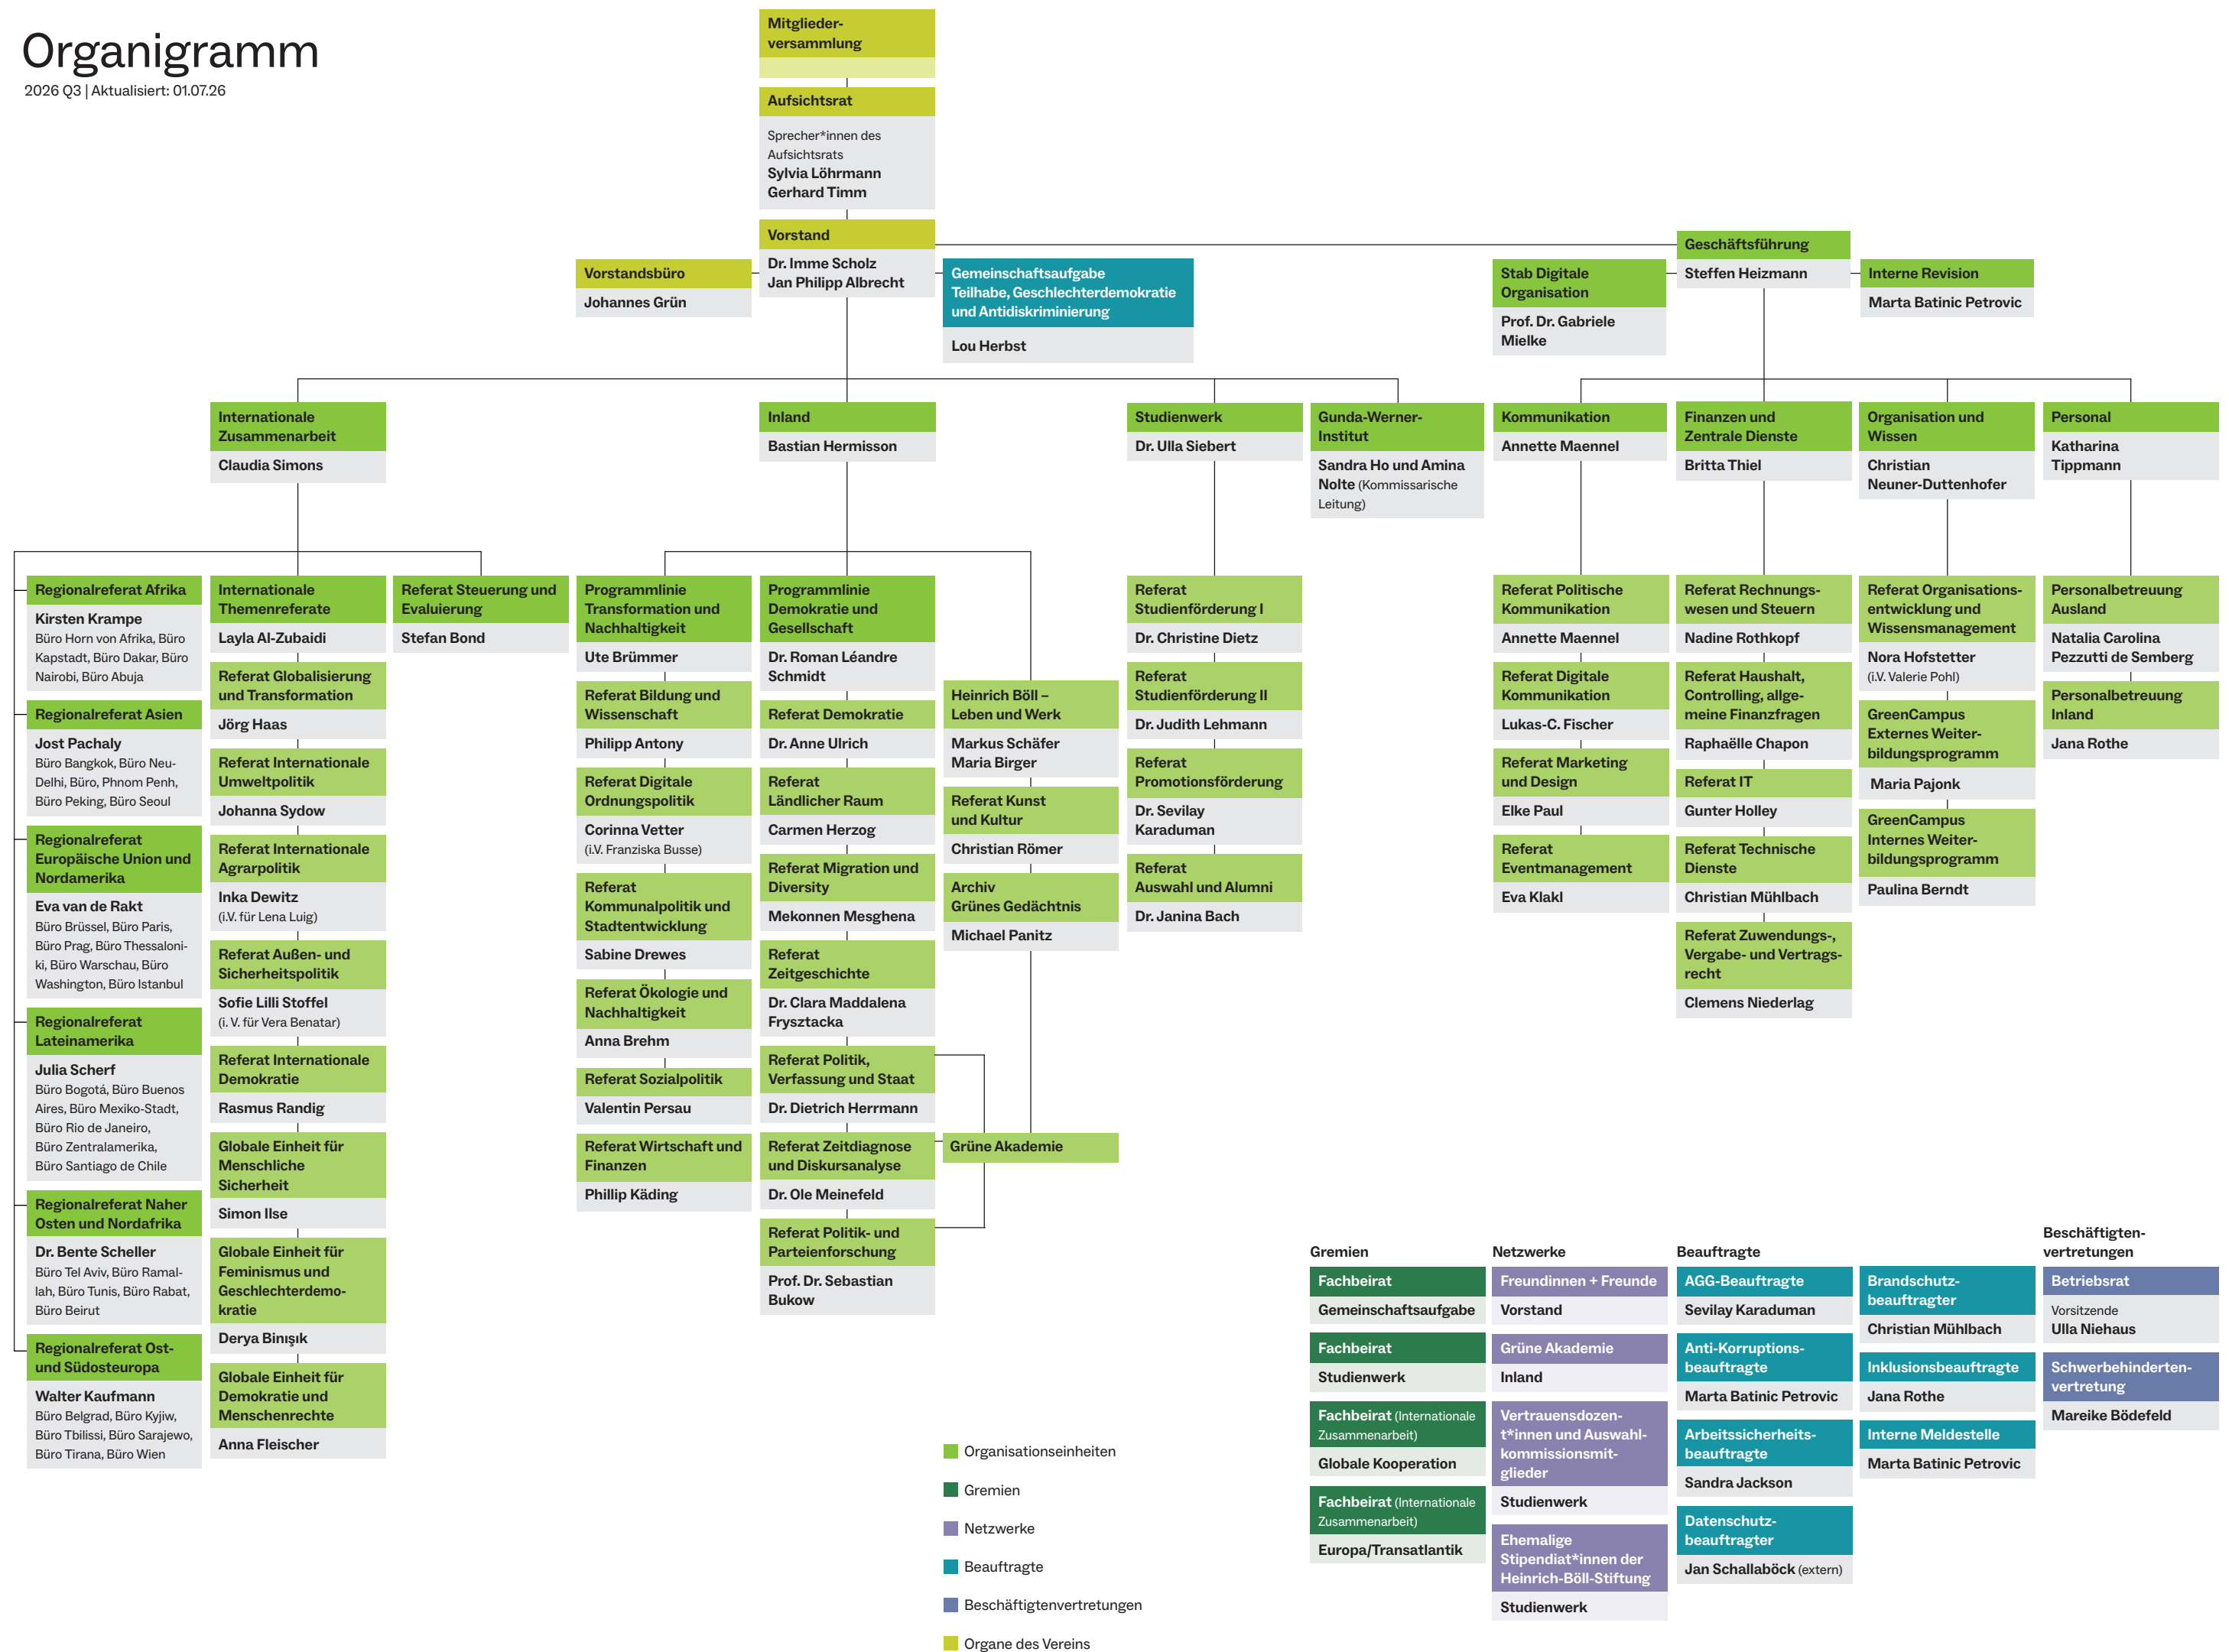 Organigramm
2026 Q3 | Aktualisiert: 01.07.26
Mitglieder-
versammlung
Aufsichtsrat
Sprecher*innen des
Aufsichtsrats
Sylvia Löhrmann
Gerhard Timm
Vorstand
Dr. Imme Scholz
Jan Philipp Albrecht
Vorstandsbüro
Johannes Grün
Gemeinschaftsaufgabe
Teilhabe, Geschlechterdemokratie
und Antidiskriminierung
Lou Herbst
Geschäftsführung
Steffen Heizmann
Stab Digitale
Organisation
Prof. Dr. Gabriele
Mielke
Interne Revision
Marta Batinic Petrovic
Internationale
Zusammenarbeit
Claudia Simons
Inland
Bastian Hermisson
Studienwerk
Dr. Ulla Siebert
Gunda-Werner-
Institut
Sandra Ho und Amina
Nolte (Kommissarische
Leitung)
Kommunikation
Annette Maennel
Finanzen und
Zentrale Dienste
Britta Thiel
Organisation und
Wissen
Christian
Neuner-Duttenhofer
Personal
Katharina
Tippmann
Regionalreferat Afrika
Kirsten Krampe
Büro Horn von Afrika, Büro
Kapstadt, Büro Dakar, Büro
Nairobi, Büro Abuja
Regionalreferat Asien
Jost Pachaly
Büro Bangkok, Büro Neu-
Delhi, Büro, Phnom Penh,
Büro Peking, Büro Seoul
Regionalreferat
Europäische Union und
Nordamerika
Eva van de Rakt
Büro Brüssel, Büro Paris,
Büro Prag, Büro Thessaloni-
ki, Büro Warschau, Büro
Washington, Büro Istanbul
Regionalreferat
Lateinamerika
Julia Scherf
Büro Bogotá, Büro Buenos
Aires, Büro Mexiko-Stadt,
Büro Rio de Janeiro,
Büro Zentralamerika,
Büro Santiago de Chile
Regionalreferat Naher
Osten und Nordafrika
Dr. Bente Scheller
Büro Tel Aviv, Büro Ramal-
lah, Büro Tunis, Büro Rabat,
Büro Beirut
Regionalreferat Ost-
und Südosteuropa
Walter Kaufmann
Büro Belgrad, Büro Kyjiw,
Büro Tbilissi, Büro Sarajewo,
Büro Tirana, Büro Wien
Internationale
Themenreferate
Layla Al-Zubaidi
Referat Globalisierung
und Transformation
Jörg Haas
Referat Internationale
Umweltpolitik
Johanna Sydow
Referat Internationale
Agrarpolitik
Inka Dewitz
(i.V. für Lena Luig)
Referat Außen- und
Sicherheitspolitik
Sofie Lilli Stoffel
(i. V. für Vera Benatar)
Referat Internationale
Demokratie
Rasmus Randig
Globale Einheit für
Menschliche
Sicherheit
Simon Ilse
Globale Einheit für
Feminismus und
Geschlechterdemo-
kratie
Derya Binışık
Globale Einheit für
Demokratie und
Menschenrechte
Anna Fleischer
Referat Steuerung und
Evaluierung
Stefan Bond
Programmlinie
Transformation und
Nachhaltigkeit
Ute Brümmer
Referat Bildung und
Wissenschaft
Philipp Antony
Referat Digitale
Ordnungspolitik
Corinna Vetter
(i.V. Franziska Busse)
Referat
Kommunalpolitik und
Stadtentwicklung
Sabine Drewes
Referat Ökologie und
Nachhaltigkeit
Anna Brehm
Referat Sozialpolitik
Valentin Persau
Referat Wirtschaft und
Finanzen
Phillip Käding
Programmlinie
Demokratie und
Gesellschaft
Dr. Roman Léandre
Schmidt
Referat Demokratie
Dr. Anne Ulrich
Referat
Ländlicher Raum
Carmen Herzog
Referat Migration und
Diversity
Mekonnen Mesghena
Referat
Zeitgeschichte
Dr. Clara Maddalena
Frysztacka
Referat Politik,
Verfassung und Staat
Dr. Dietrich Herrmann
Referat Zeitdiagnose
und Diskursanalyse
Dr. Ole Meinefeld
Referat Politik- und
Parteienforschung
Prof. Dr. Sebastian
Bukow
Heinrich Böll –
Leben und Werk
Markus Schäfer
Maria Birger
Referat Kunst
und Kultur
Christian Römer
Archiv
Grünes Gedächtnis
Michael Panitz
Grüne Akademie
Referat
Studienförderung I
Dr. Christine Dietz
Referat
Studienförderung II
Dr. Judith Lehmann
Referat
Promotionsförderung
Dr. Sevilay
Karaduman
Referat
Auswahl und Alumni
Dr. Janina Bach
Referat Politische
Kommunikation
Annette Maennel
Referat Digitale
Kommunikation
Lukas-C. Fischer
Referat Marketing
und Design
Elke Paul
Referat
Eventmanagement
Eva Klakl
Referat Rechnungs-
wesen und Steuern
Nadine Rothkopf
Referat Haushalt,
Controlling, allge-
meine Finanzfragen
Raphaëlle Chapon
Referat IT
Gunter Holley
Referat Technische
Dienste
Christian Mühlbach
Referat Zuwendungs-,
Vergabe- und Vertrags-
recht
Clemens Niederlag
Referat Organisations-
entwicklung und
Wissensmanagement
Nora Hofstetter
(i.V. Valerie Pohl)
GreenCampus
Externes Weiter-
bildungsprogramm
Maria Pajonk
GreenCampus
Internes Weiter-
bildungsprogramm
Paulina Berndt
Personalbetreuung
Ausland
Natalia Carolina
Pezzutti de Semberg
Personalbetreuung
Inland
Jana Rothe
Organisationseinheiten
Gremien
Netzwerke
Beauftragte
Beschäftigtenvertretungen
Organe des Vereins
Gremien
Fachbeirat
Gemeinschaftsaufgabe
Fachbeirat
Studienwerk
Fachbeirat (Internationale
Zusammenarbeit)
Globale Kooperation
Fachbeirat (Internationale
Zusammenarbeit)
Europa/Transatlantik
Netzwerke
Freundinnen + Freunde
Vorstand
Grüne Akademie
Inland
Vertrauensdozen-
t*innen und Auswahl-
kommissionsmit-
glieder
Studienwerk
Ehemalige
Stipendiat*innen der
Heinrich-Böll-Stiftung
Studienwerk
Beauftragte
AGG-Beauftragte
Sevilay Karaduman
Anti-Korruptions-
beauftragte
Marta Batinic Petrovic
Arbeitssicherheits-
beauftragte
Sandra Jackson
Datenschutz-
beauftragter
Jan Schallaböck (extern)
Brandschutz-
beauftragter
Christian Mühlbach
Inklusionsbeauftragte
Jana Rothe
Interne Meldestelle
Marta Batinic Petrovic
Beschäftigten-
vertretungen
Betriebsrat
Vorsitzende
Ulla Niehaus
Schwerbehinderten-
vertretung
Mareike Bödefeld